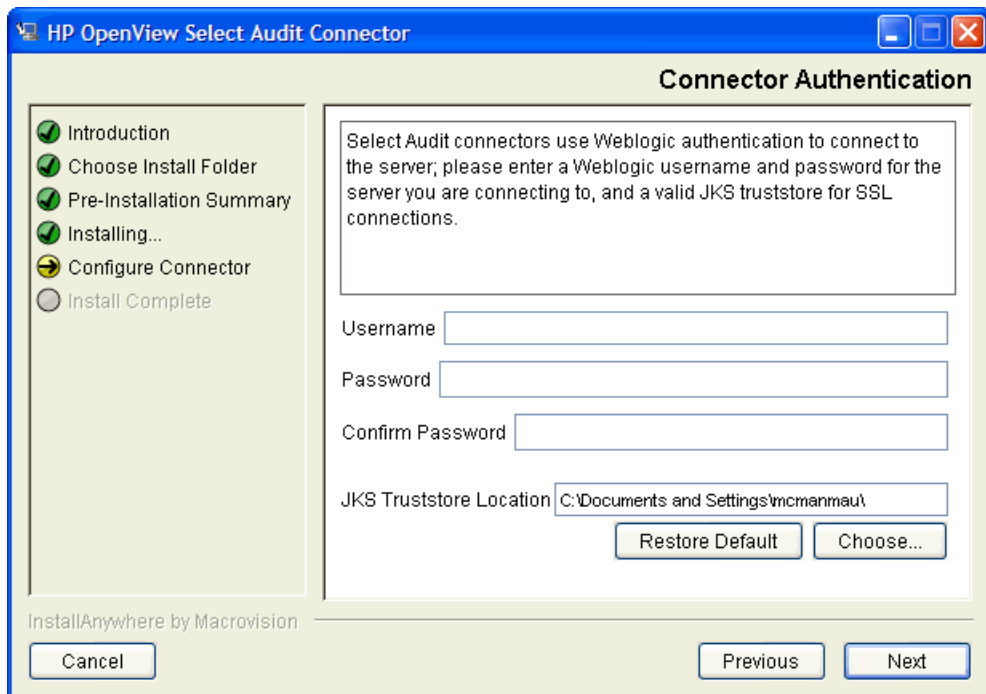 HP OpenView Select Audit Connector
Connector Authentication
Introduction
Choose Install Folder
Pre-Installation Summary
Installing...
Configure Connector
Install Complete
Select Audit connectors use Weblogic authentication to connect to
the server; please enter a Weblogic username and password for the
server you are connecting to, and a valid JKS truststore for SSL
connections.
Username
Password
Confirm Password
JKS Truststore Location C:\Documents and Settings\mcmanmau\
Restore Default Choose...
InstallAnywhere by Macrovision
Cancel Previous Next